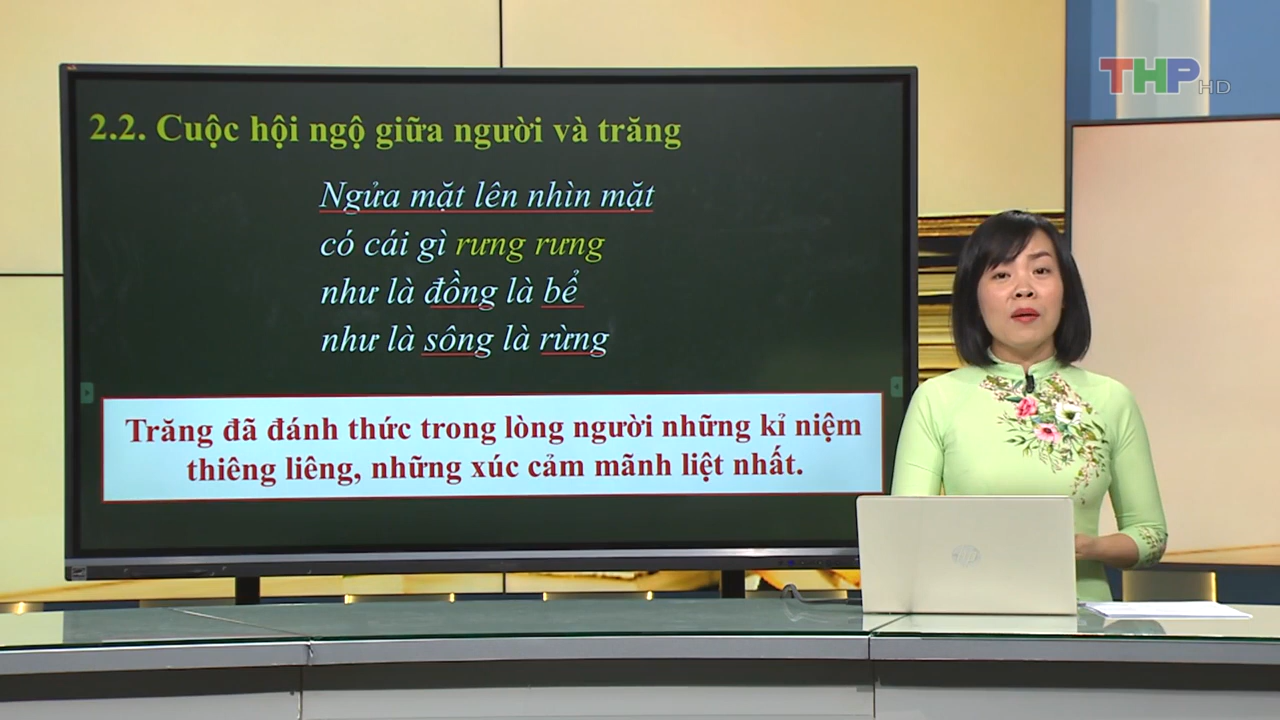 THP HD
2.2. Cuộc hội ngộ giữa người và trăng
Ngửa mặt lên nhìn mặt
có cái gì rưng rưng
như là đồng là bể
như là sông là rừng
Trăng đã đánh thức trong lòng người những kỉ niệm
thiêng liêng, những xúc cảm mãnh liệt nhất.
hp